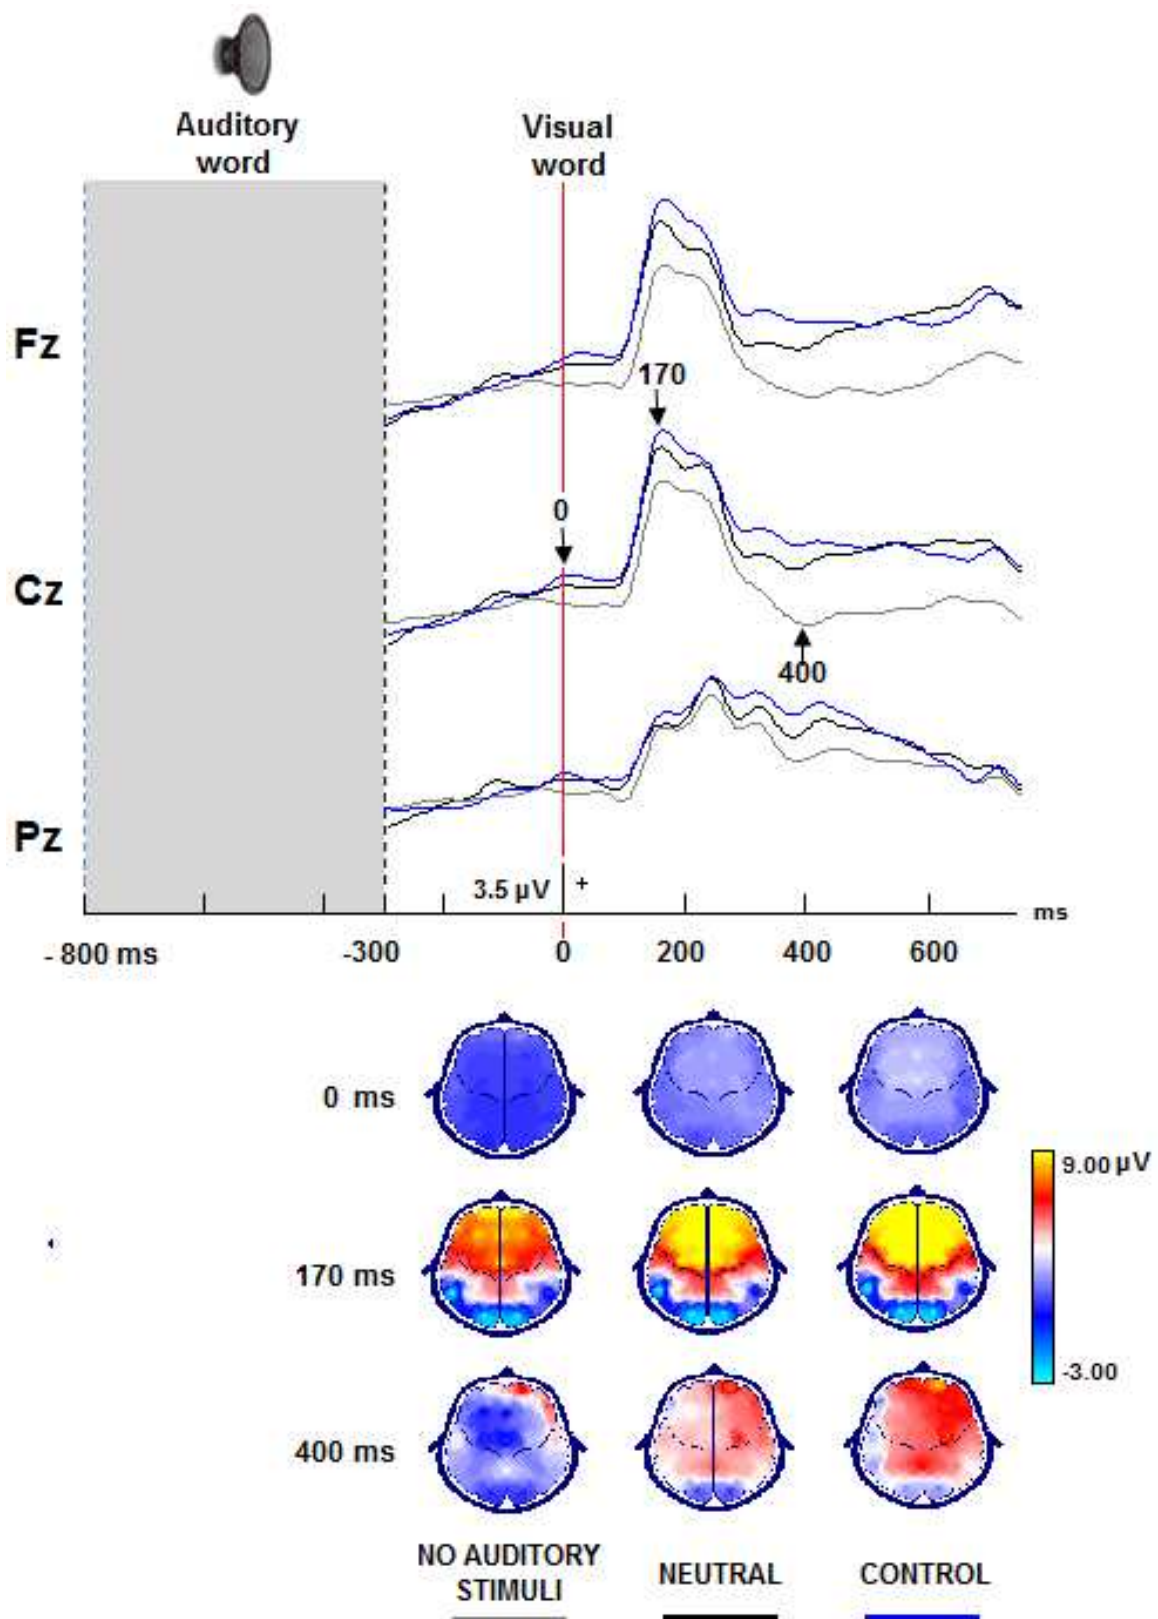 Auditory
word
Visual
word
Fz
170
0
Cz
400
Pz
3.5 µV +
ms
- 800 ms -300 0 200 400 600
0 ms
170 ms
9.00 µV
-3.00
400 ms
NO AUDITORY
STIMULI
NEUTRAL
CONTROL